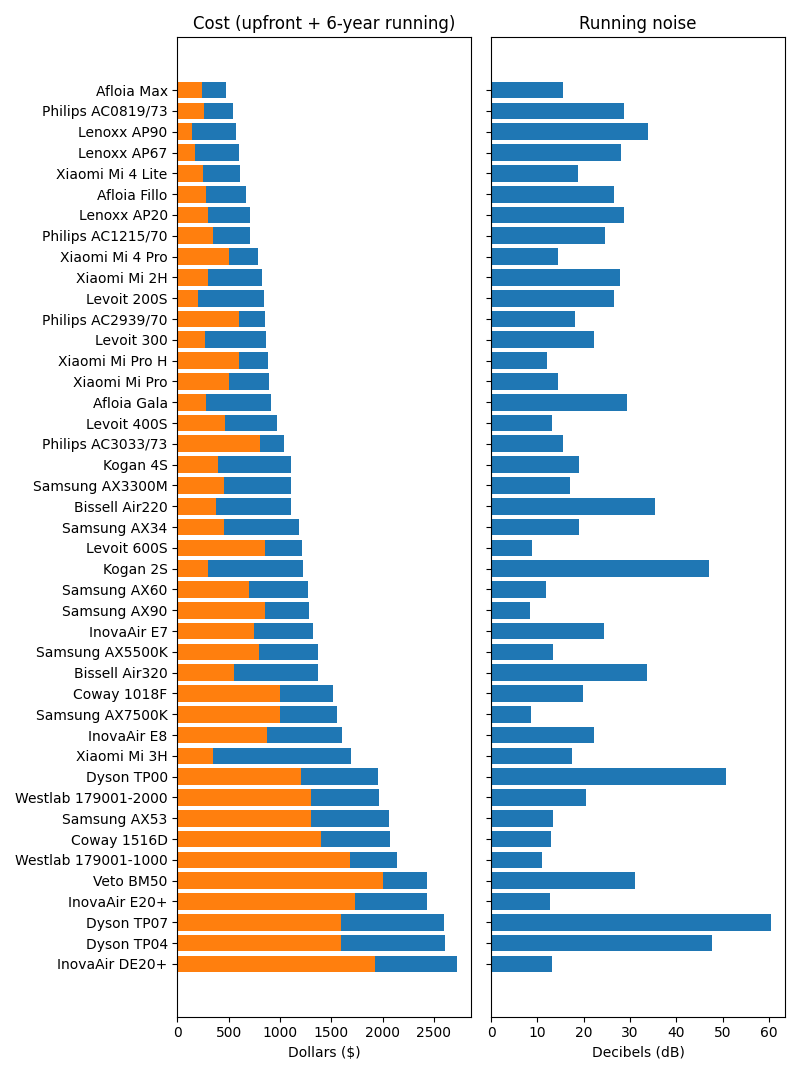 Cost (upfront + 6-year running)
Running noise
Afloia Max
Philips AC0819/73
Lenoxx AP90
Lenoxx AP67
Xiaomi Mi 4 Lite
Afloia Fillo
Lenoxx AP20
Philips AC1215/70
Xiaomi Mi 4 Pro
Xiaomi Mi 2H
Levoit 200S
Philips AC2939/70
Levoit 300
Xiaomi Mi Pro H
Xiaomi Mi Pro
Afloia Gala
Levoit 400S
Philips AC3033/73
Kogan 4S
Samsung AX3300M
Bissell Air220
Samsung AX34
Levoit 600S
Kogan 2S
Samsung AX60
Samsung AX90
InovaAir E7
Samsung AX5500K
Bissell Air320
Coway 1018F
Samsung AX7500K
InovaAir E8
Xiaomi Mi 3H
Dyson TP00
Westlab 179001-2000
Samsung AX53
Coway 1516D
Westlab 179001-1000
Veto BM50
InovaAir E20+
Dyson TP07
Dyson TP04
InovaAir DE20+
0 500 1000 1500 2000 2500
Dollars ($)
0 10 20 30 40 50 60
Decibels (dB)